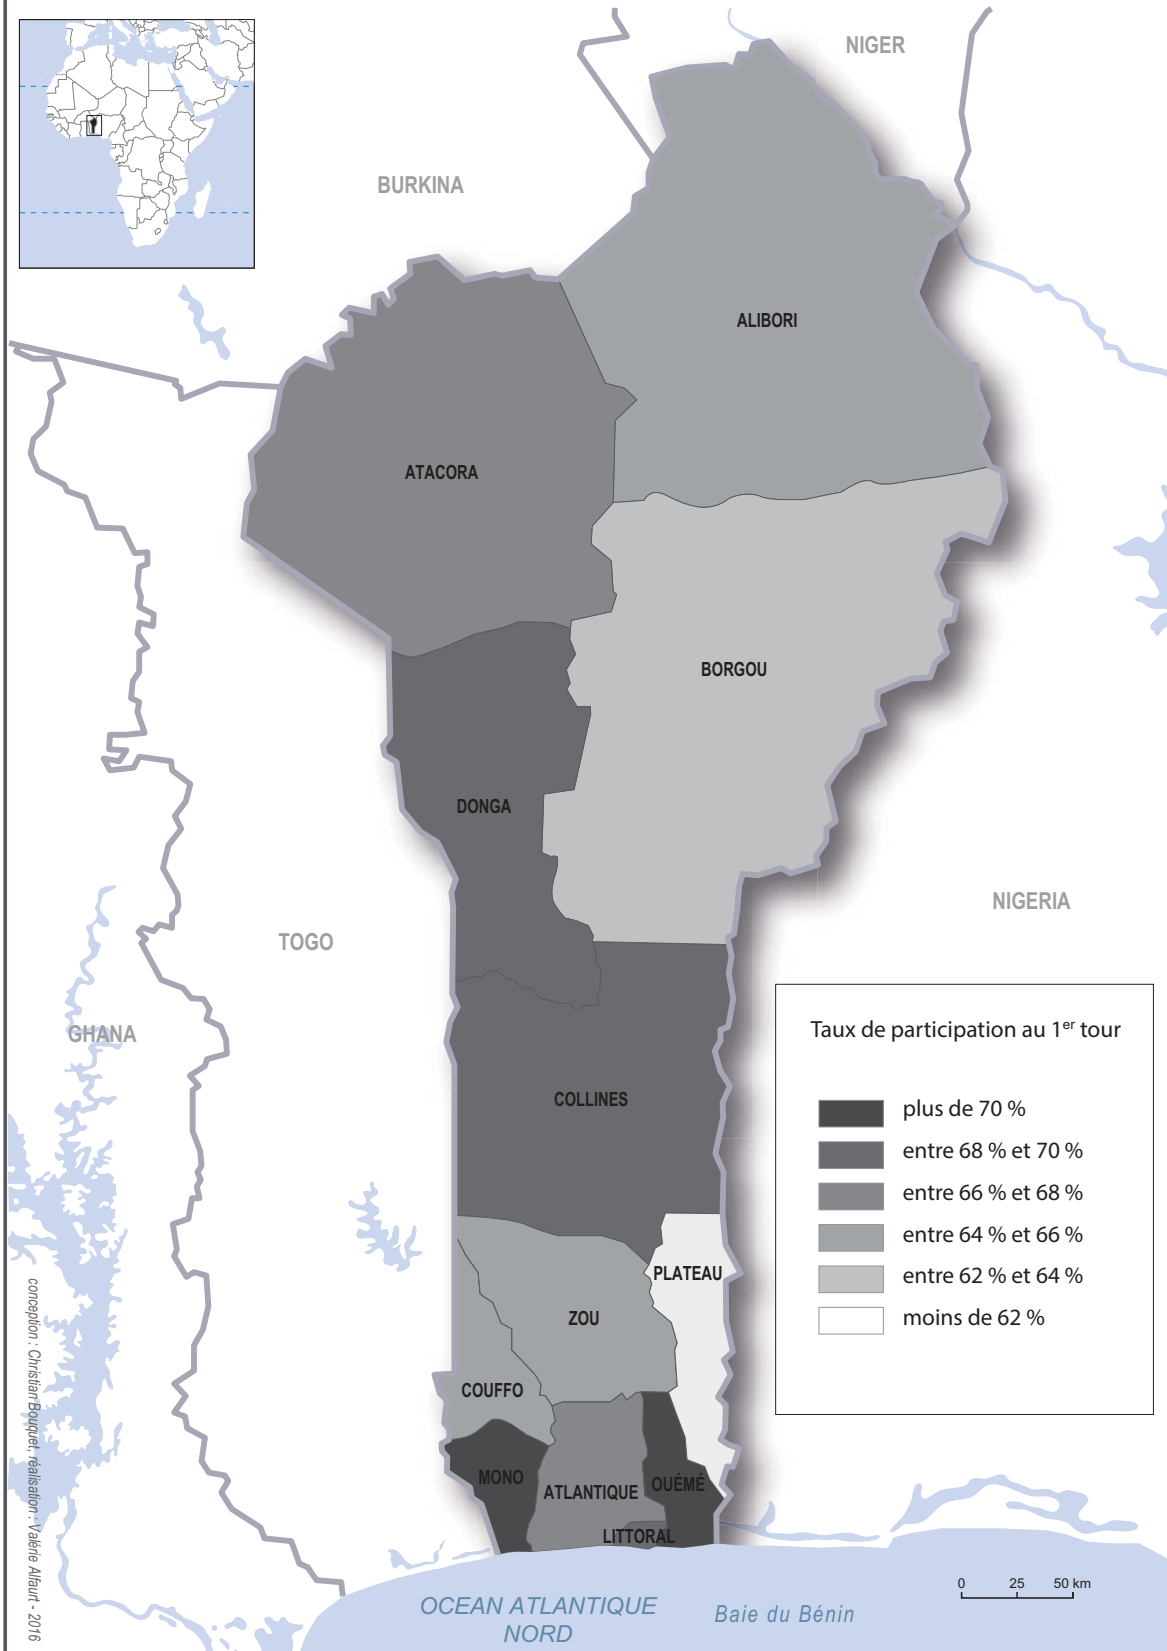 NIGER
BURKINA
ALIBORI
ATACORA
BORGOU
DONGA
NIGERIA
TOGO
GHANA
COLLINES
PLATEAU
ZOU
COUFFO
MONO
ATLANTIQUE
OUÉMÉ
LITTORAL
Taux de participation au 1er tour
plus de 70 %
entre 68 % et 70 %
entre 66 % et 68 %
entre 64 % et 66 %
entre 62 % et 64 %
moins de 62 %
0 25 50 km
OCEAN ATLANTIQUE
NORD
Baie du Bénin
conception : Christian Bouquet, réalisation : Valérie Alfaurt - 2016